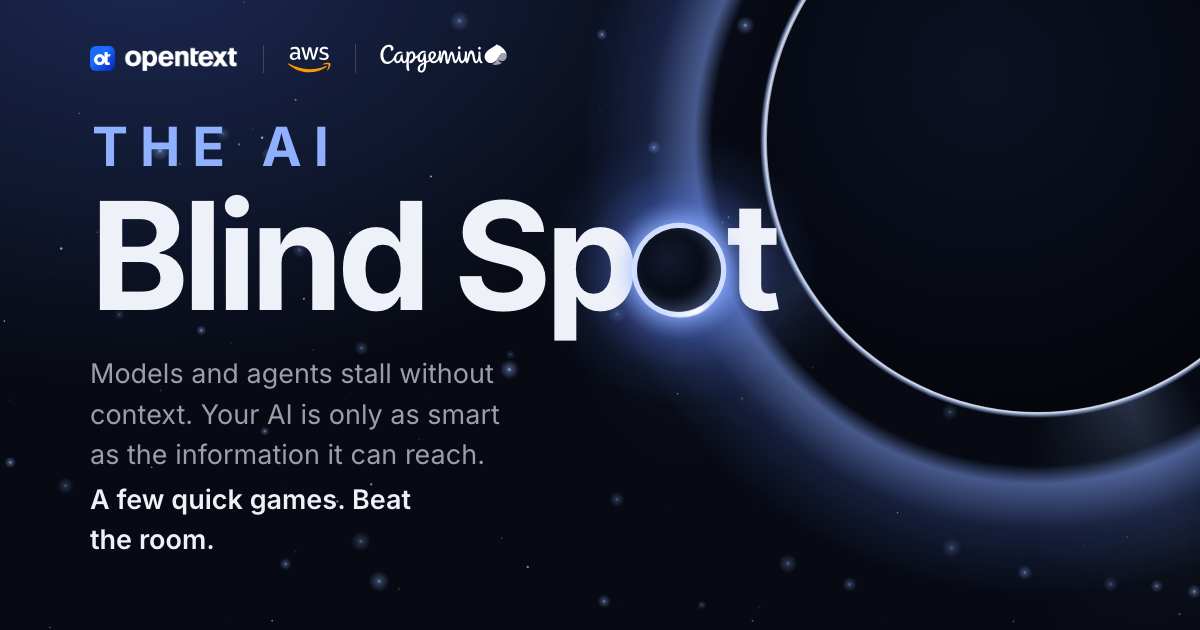 ot opentext aws Capgemini
THE AI
Blind Spot
Models and agents stall without
context. Your AI is only as smart
as the information it can reach.
A few quick games. Beat
the room.